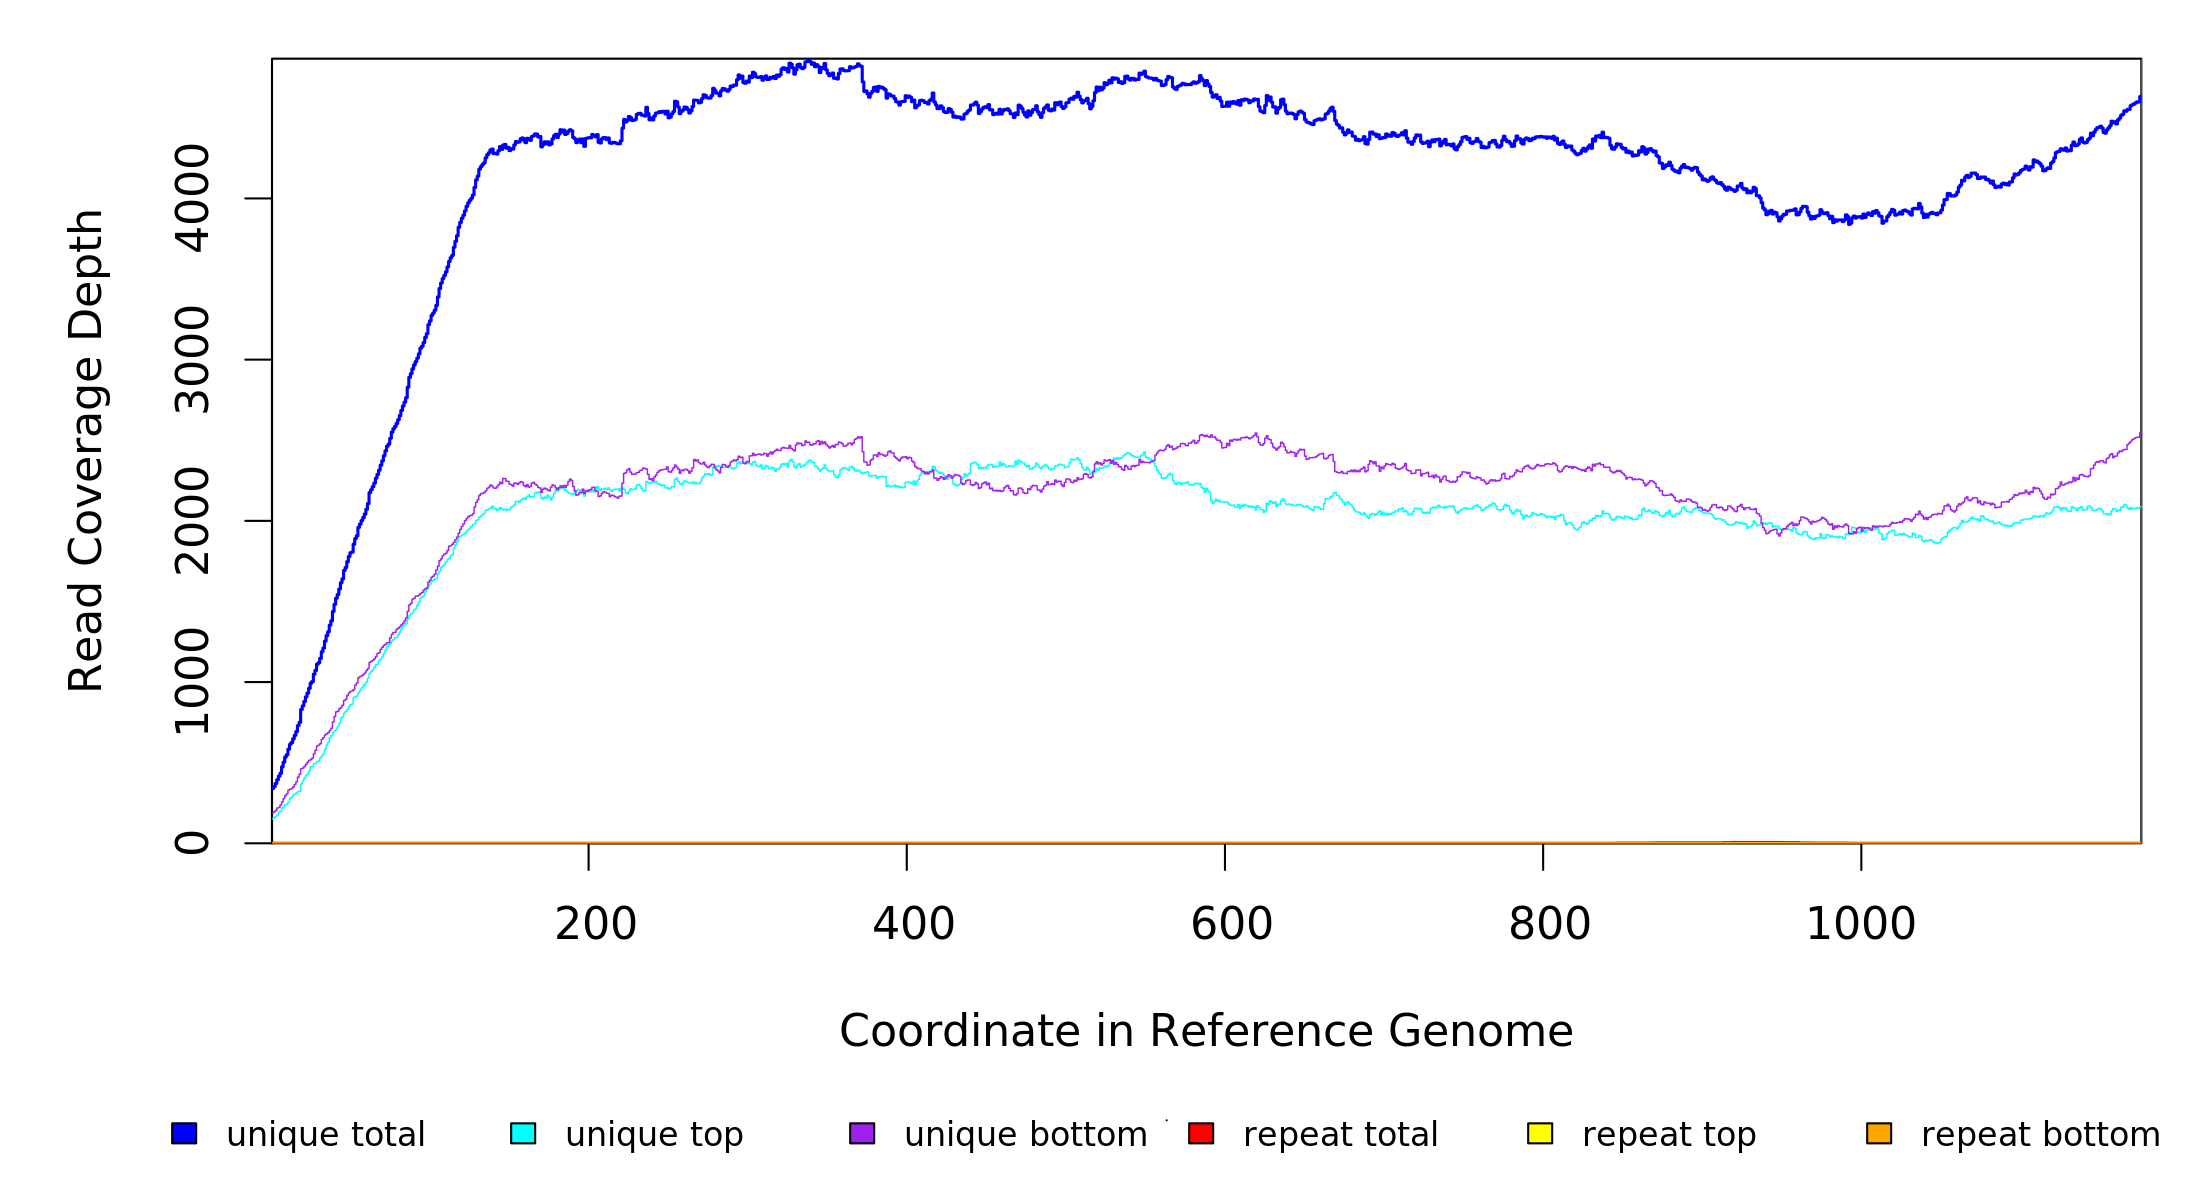 Read Coverage Depth
4000
3000
2000
1000
0
200 400 600 800 1000
Coordinate in Reference Genome
unique total unique top unique bottom repeat total repeat top repeat bottom